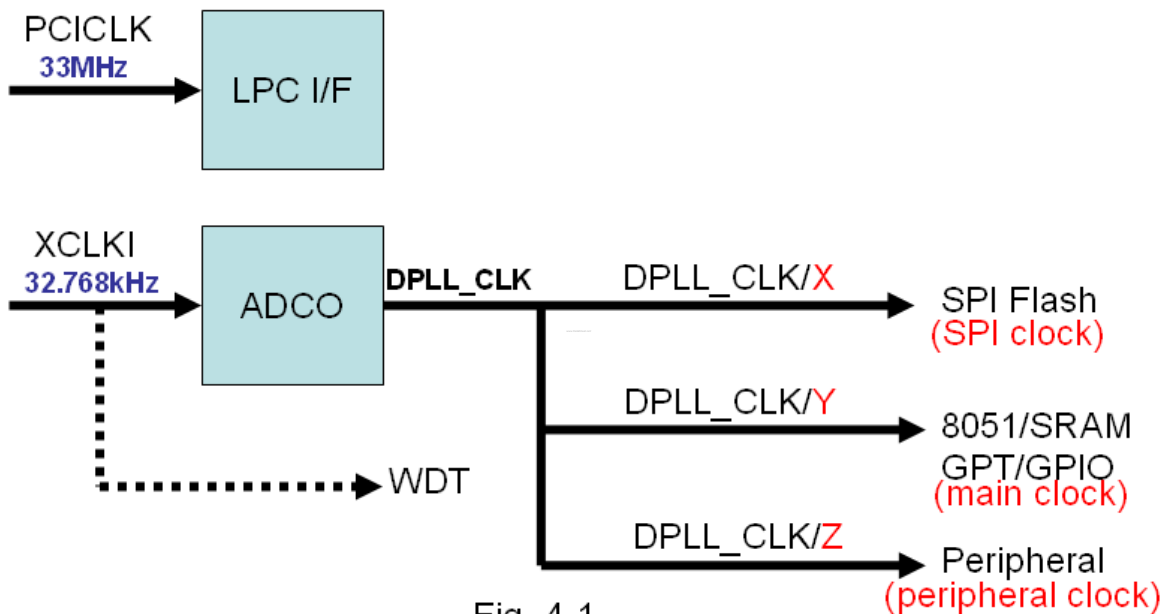 PCICLK
33MHz
LPC I/F
XCLKI
32.768kHz
ADCO
DPLL_CLK
DPLL_CLK/X
SPI Flash
(SPI clock)
DPLL_CLK/Y
8051/SRAM
GPT/GPIO
(main clock)
WDT
DPLL_CLK/Z
Peripheral
(peripheral clock)